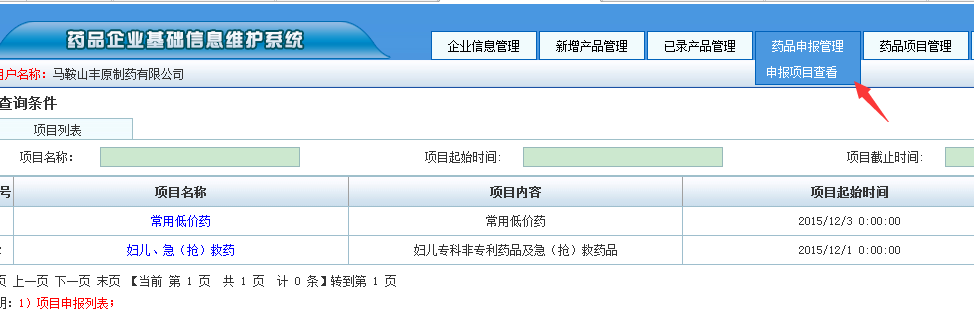 药品企业基础信息维护系统
企业信息管理 新增产品管理 已录产品管理 药品申报管理 药品项目管理
申报项目查看
用户名称：马鞍山丰原制药有限公司
查询条件
项目列表
项目名称： 项目起始时间： 项目截止时间：
号 项目名称 项目内容 项目起始时间
常用低价药 常用低价药 2015/12/3 0:00:00
妇儿、急（抢）救药 妇儿专科非专利药品及急（抢）救药品 2015/12/1 0:00:00
页 上一页 下一页 末页 【当前 第 1 页 共 1 页 计 0 条】转到第 1 页
明：1）项目申报列表；